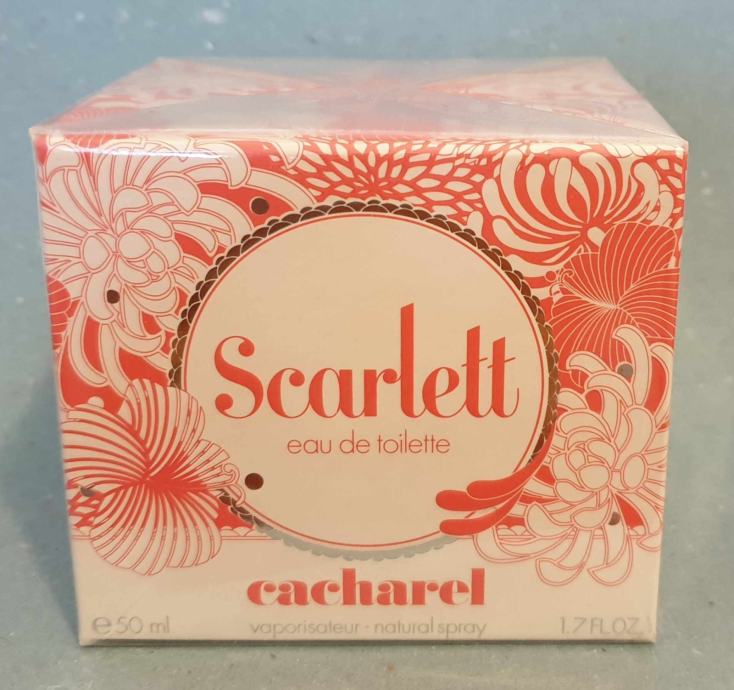 Scarlett
eau de toilette
cacharel
e 50 ml
vaporisateur - natural spray
1.7 FL.OZ.